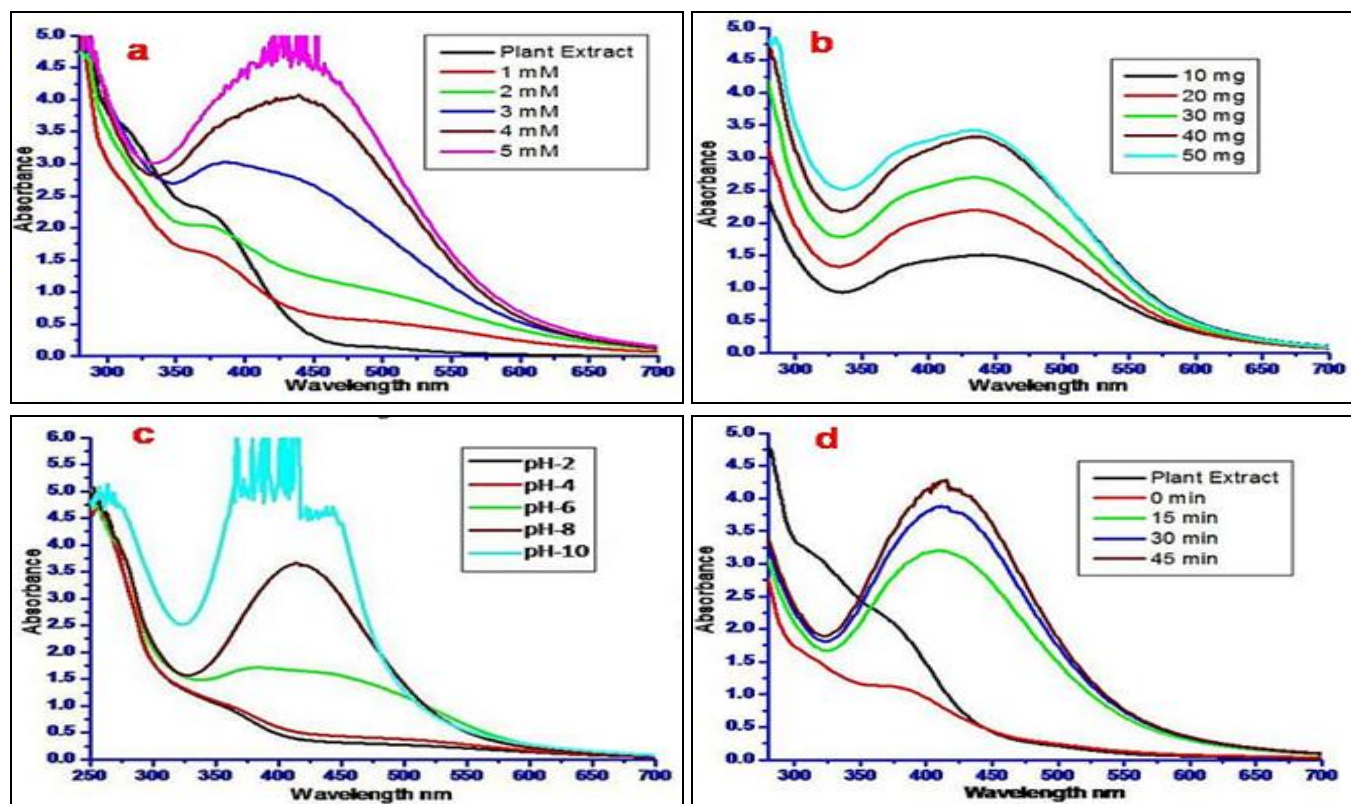 a
Plant Extract
1 mM
2 mM
3 mM
4 mM
5 mM
5.0
4.5
4.0
3.5
3.0
2.5
2.0
1.5
1.0
0.5
0.0
Absorbance
300 350 400 450 500 550 600 650 700
Wavelength nm
b
10 mg
20 mg
30 mg
40 mg
50 mg
5.0
4.5
4.0
3.5
3.0
2.5
2.0
1.5
1.0
0.5
0.0
Absorbance
300 350 400 450 500 550 600 650 700
Wavelength nm
c
pH-2
pH-4
pH-6
pH-8
pH-10
6.0
5.5
5.0
4.5
4.0
3.5
3.0
2.5
2.0
1.5
1.0
0.5
0.0
Absorbance
250 300 350 400 450 500 550 600 650 700
Wavelength nm
d
Plant Extract
0 min
15 min
30 min
45 min
5.0
4.5
4.0
3.5
3.0
2.5
2.0
1.5
1.0
0.5
0.0
Absorbance
300 350 400 450 500 550 600 650 700
Wavelength nm